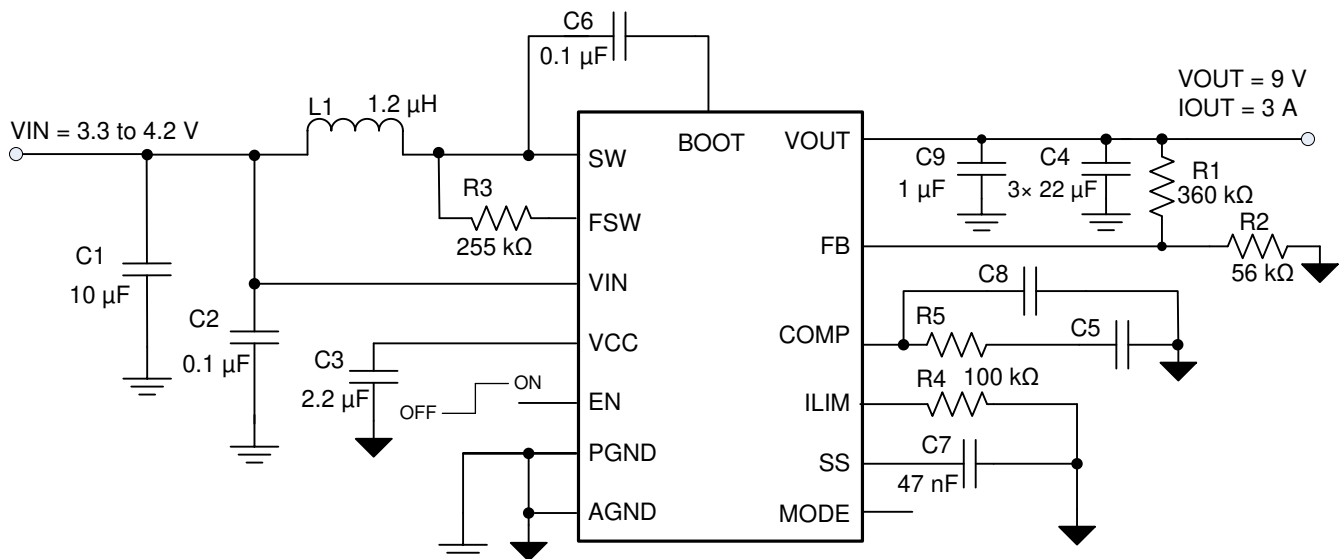 C6
0.1 µF
VOUT = 9 V
IOUT = 3 A
L1 1.2 µH
VIN = 3.3 to 4.2 V
BOOT
SW
VOUT
C9
1 µF
C4
3× 22 µF
R1
360 kΩ
R3
255 kΩ
FSW
FB
R2
56 kΩ
C1
10 µF
VIN
C8
C2
0.1 µF
VCC
COMP
R5
C5
C3
2.2 µF
ON
OFF
EN
ILIM
R4
100 kΩ
PGND
SS
C7
47 nF
AGND
MODE